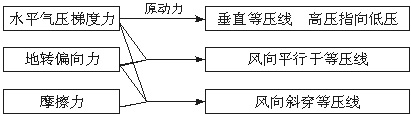 水平气压梯度力 原动力 垂直等压线 高压指向低压
地转偏向力 风向平行于等压线
摩擦力 风向斜穿等压线